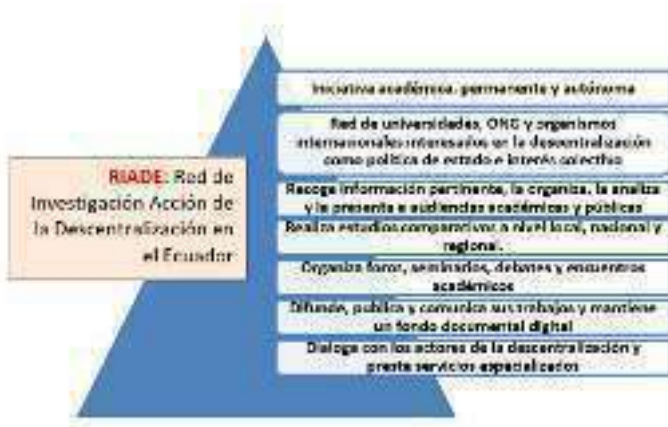 RIADE: Red de
Investigación Acción de
la Descentralización en
el Ecuador
Iniciativa académica, permanente y autónoma
Red de universidades, ONG y organismos
internacionales interesados en la descentralización
como política de estado e interés colectivo
Recoge información pertinente, la organiza, la analiza
y la presenta a audiencias académicas y públicas
Realiza estudios comparativos a nivel local, nacional y
regional.
Organiza foros, seminarios, debates y encuentros
académicos
Difunde, publica y comunica sus trabajos y mantiene
un fondo documental digital
Dialoga con los actores de la descentralización y
presta servicios especializados